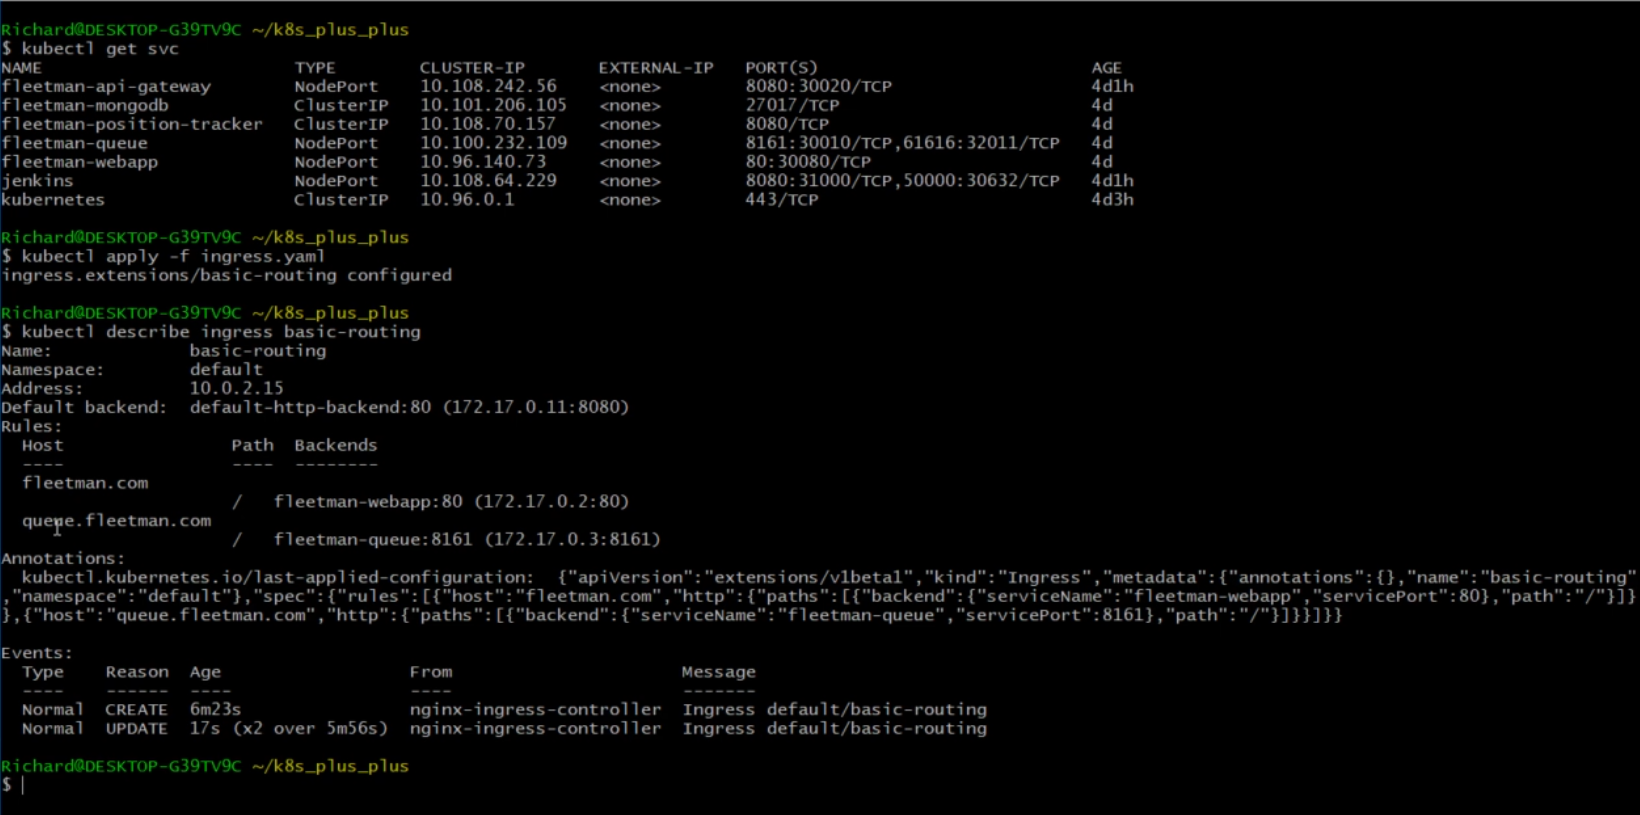 Richard@DESKTOP-G39TV9C ~/k8s_plus_plus
$ kubectl get svc
NAME TYPE CLUSTER-IP EXTERNAL-IP PORT(S) AGE
fleetman-api-gateway NodePort 10.108.242.56 <none> 8080:30020/TCP 4d1h
fleetman-mongodb ClusterIP 10.101.206.105 <none> 27017/TCP 4d
fleetman-position-tracker ClusterIP 10.108.70.157 <none> 8080/TCP 4d
fleetman-queue NodePort 10.100.232.109 <none> 8161:30010/TCP,61616:32011/TCP 4d
fleetman-webapp NodePort 10.96.140.73 <none> 80:30080/TCP 4d
jenkins NodePort 10.108.64.229 <none> 8080:31000/TCP,50000:30632/TCP 4d1h
kubernetes ClusterIP 10.96.0.1 <none> 443/TCP 4d3h
Richard@DESKTOP-G39TV9C ~/k8s_plus_plus
$ kubectl apply -f ingress.yaml
ingress.extensions/basic-routing configured
Richard@DESKTOP-G39TV9C ~/k8s_plus_plus
$ kubectl describe ingress basic-routing
Name: basic-routing
Namespace: default
Address: 10.0.2.15
Default backend: default-http-backend:80 (172.17.0.11:8080)
Rules:
Host Path Backends
---- ---- --------
fleetman.com
/ fleetman-webapp:80 (172.17.0.2:80)
queue.fleetman.com
/ fleetman-queue:8161 (172.17.0.3:8161)
Annotations:
kubectl.kubernetes.io/last-applied-configuration: {"apiVersion":"extensions/v1beta1","kind":"Ingress","metadata":{"annotations":{},"name":"basic-routing"
,"namespace":"default"},"spec":{"rules":[{"host":"fleetman.com","http":{"paths":[{"backend":{"serviceName":"fleetman-webapp","servicePort":80},"path":"/"}]}
},{"host":"queue.fleetman.com","http":{"paths":[{"backend":{"serviceName":"fleetman-queue","servicePort":8161},"path":"/"}]}}]}}
Events:
Type Reason Age From Message
---- ------ ---- ---- -------
Normal CREATE 6m23s nginx-ingress-controller Ingress default/basic-routing
Normal UPDATE 17s (x2 over 5m56s) nginx-ingress-controller Ingress default/basic-routing
Richard@DESKTOP-G39TV9C ~/k8s_plus_plus
$